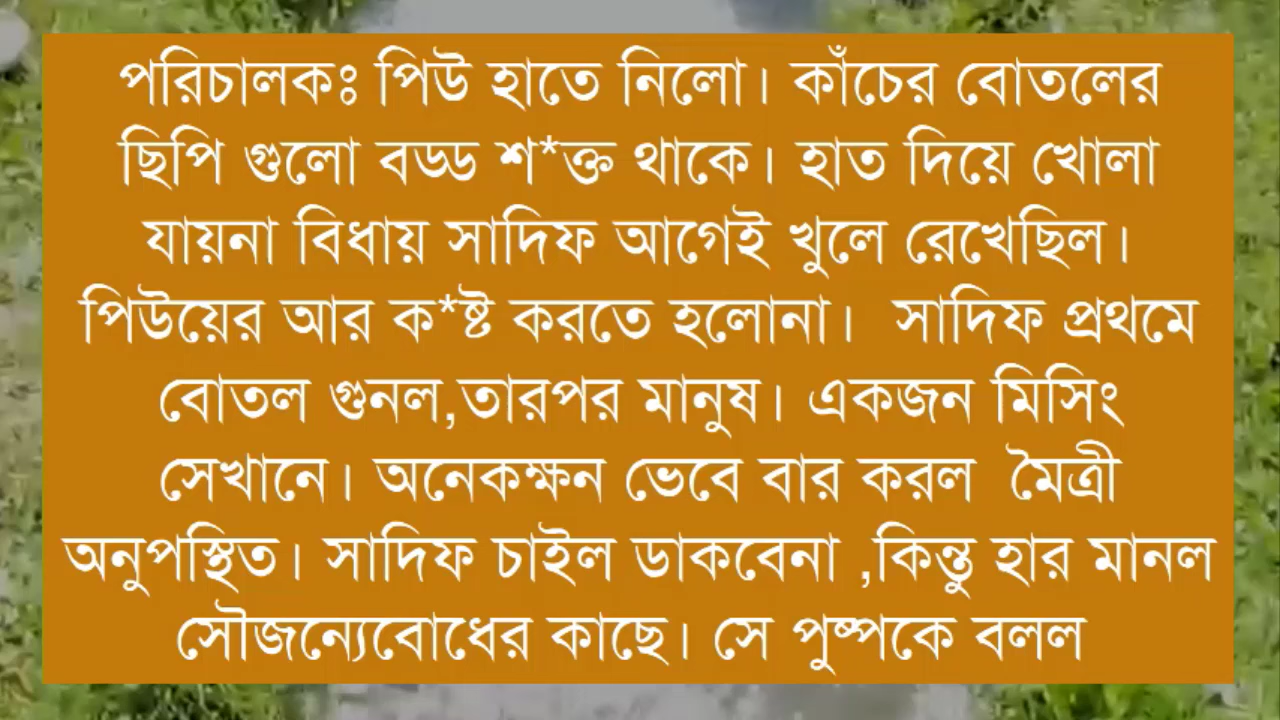 পরিচালকঃ পিউ হাতে নিলো। কাঁচের বোতলের
ছিপি গুলো বড্ড শ*ক্ত থাকে। হাত দিয়ে খোলা
যায়না বিধায় সাদিফ আগেই খুলে রেখেছিল।
পিউয়ের আর ক*ষ্ট করতে হলোনা। সাদিফ প্রথমে
বোতল গুনল,তারপর মানুষ। একজন মিসিং
সেখানে। অনেকক্ষন ভেবে বার করল মৈত্রী
অনুপস্থিত। সাদিফ চাইল ডাকবেনা ,কিন্তু হার মানল
সৌজন্যেবোধের কাছে। সে পুষ্পকে বলল